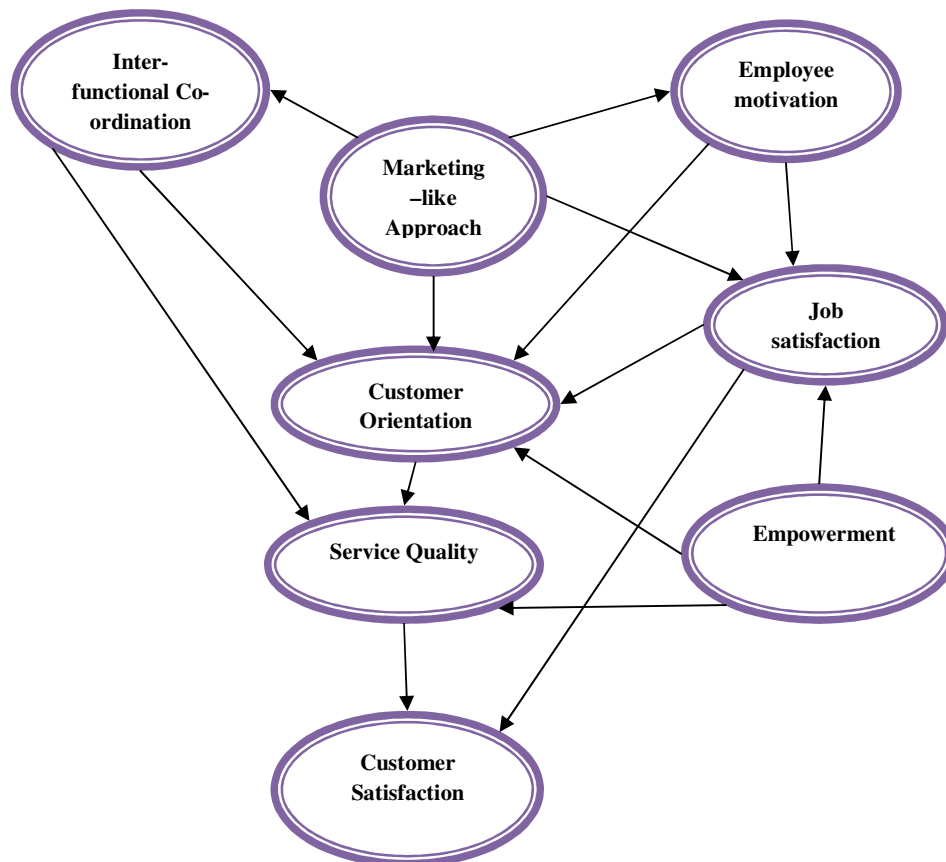 Inter-
functional Co-
ordination
Employee
motivation
Marketing
–like
Approach
Job
satisfaction
Customer
Orientation
Empowerment
Service Quality
Customer
Satisfaction